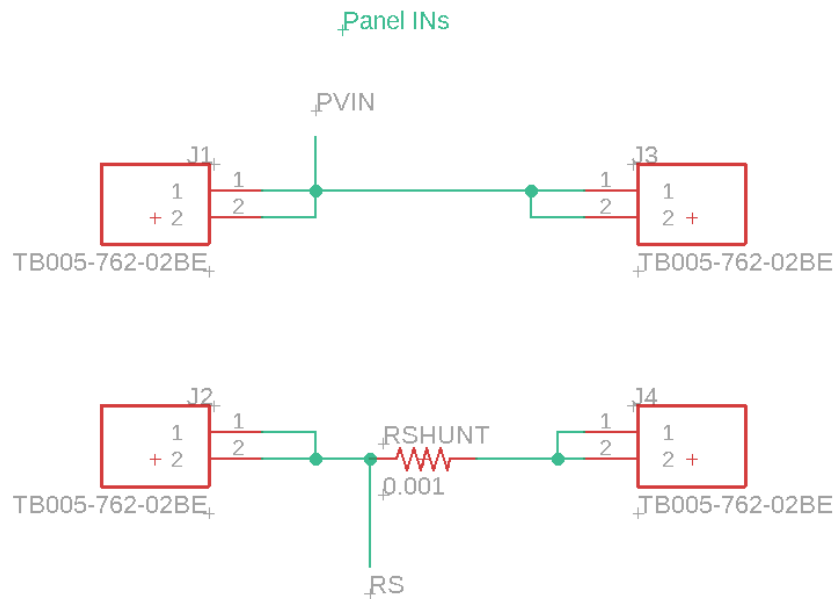 Panel INs
PVIN
J1
J3
1
1
1
1
2
2
2
2
TB005-762-02BE
TB005-762-02BE
J2
J4
1
1
1
1
RSHUNT
2
2
2
2
0.001
TB005-762-02BE
TB005-762-02BE
RS